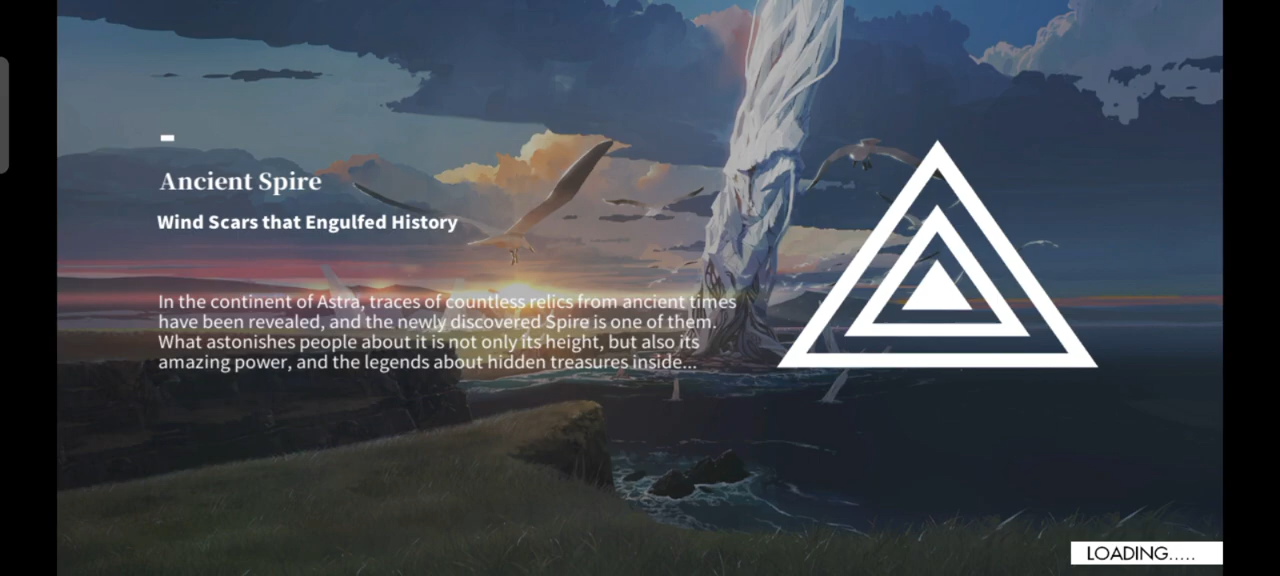 Ancient Spire
Wind Scars that Engulfed History
In the continent of Astra, traces of countless relics from ancient times
have been revealed, and the newly discovered Spire is one of them.
What astonishes people about it is not only its height, but also its
amazing power, and the legends about hidden treasures inside...
LOADING.....